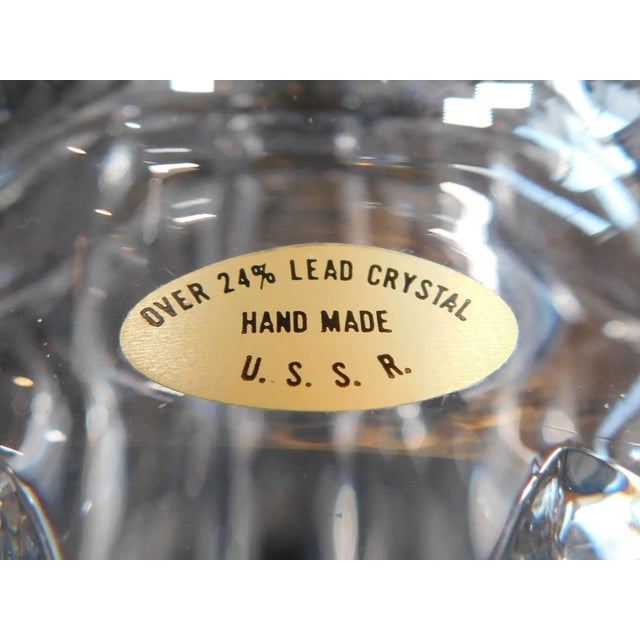 OVER 24% LEAD CRYSTAL
HAND MADE
U. S. S. R.